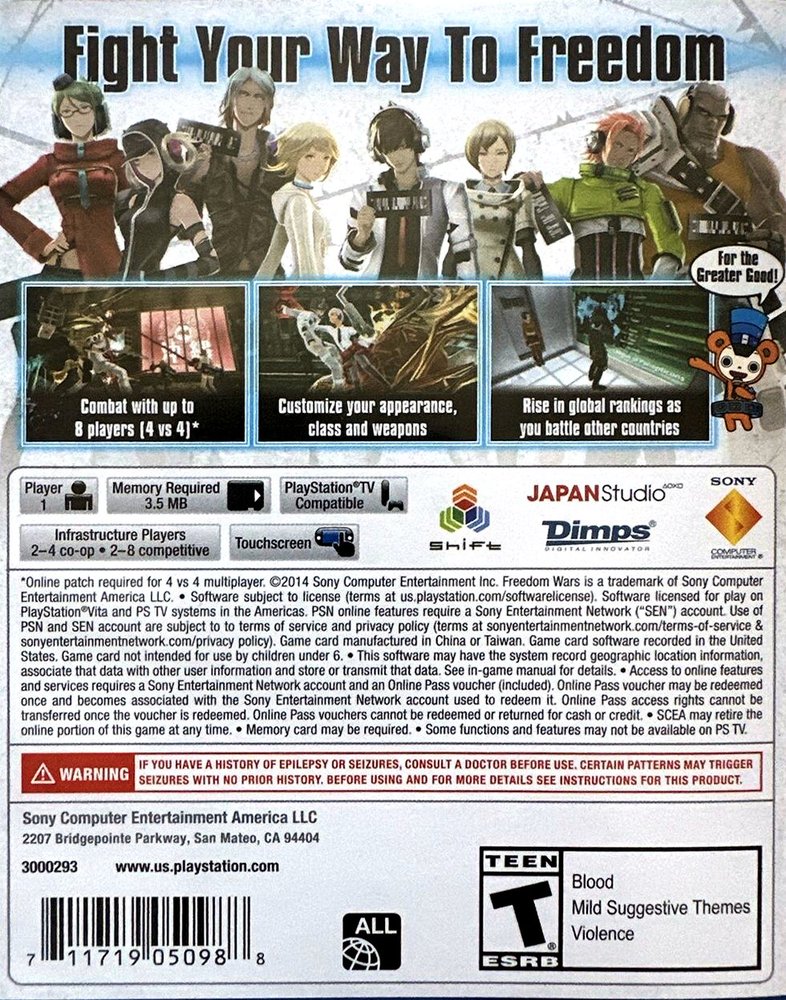 Fight Your Way To Freedom
For the
Greater Good!
Combat with up to
8 players (4 vs 4)*
Customize your appearance,
class and weapons
Rise in global rankings as
you battle other countries
Player
1
Memory Required
3.5 MB
PlayStation®TV
Compatible
Infrastructure Players
2–4 co-op • 2–8 competitive
Touchscreen
shift
JAPANStudio
Dimps®
DIGITAL INNOVATOR
SONY
COMPUTER
ENTERTAINMENT®
*Online patch required for 4 vs 4 multiplayer. ©2014 Sony Computer Entertainment Inc. Freedom Wars is a trademark of Sony Computer
Entertainment America LLC. • Software subject to license (terms at us.playstation.com/softwarelicense). Software licensed for play on
PlayStation®Vita and PS TV systems in the Americas. PSN online features require a Sony Entertainment Network (“SEN”) account. Use of
PSN and SEN account are subject to to terms of service and privacy policy (terms at sonyentertainmentnetwork.com/terms-of-service &
sonyentertainmentnetwork.com/privacy policy). Game card manufactured in China or Taiwan. Game card software recorded in the United
States. Game card not intended for use by children under 6. • This software may have the system record geographic location information,
associate that data with other user information and store or transmit that data. See in-game manual for details. • Access to online features
and services requires a Sony Entertainment Network account and an Online Pass voucher (included). Online Pass voucher may be redeemed
once and becomes associated with the Sony Entertainment Network account used to redeem it. Online Pass access rights cannot be
transferred once the voucher is redeemed. Online Pass vouchers cannot be redeemed or returned for cash or credit. • SCEA may retire the
online portion of this game at any time. • Memory card may be required. • Some functions and features may not be available on PS TV.
WARNING
IF YOU HAVE A HISTORY OF EPILEPSY OR SEIZURES, CONSULT A DOCTOR BEFORE USE. CERTAIN PATTERNS MAY TRIGGER
SEIZURES WITH NO PRIOR HISTORY. BEFORE USING AND FOR MORE DETAILS SEE INSTRUCTIONS FOR THIS PRODUCT.
Sony Computer Entertainment America LLC
2207 Bridgepointe Parkway, San Mateo, CA 94404
3000293 www.us.playstation.com
7 11719 05098 8
ALL
TEEN
T
ESRB
Blood
Mild Suggestive Themes
Violence